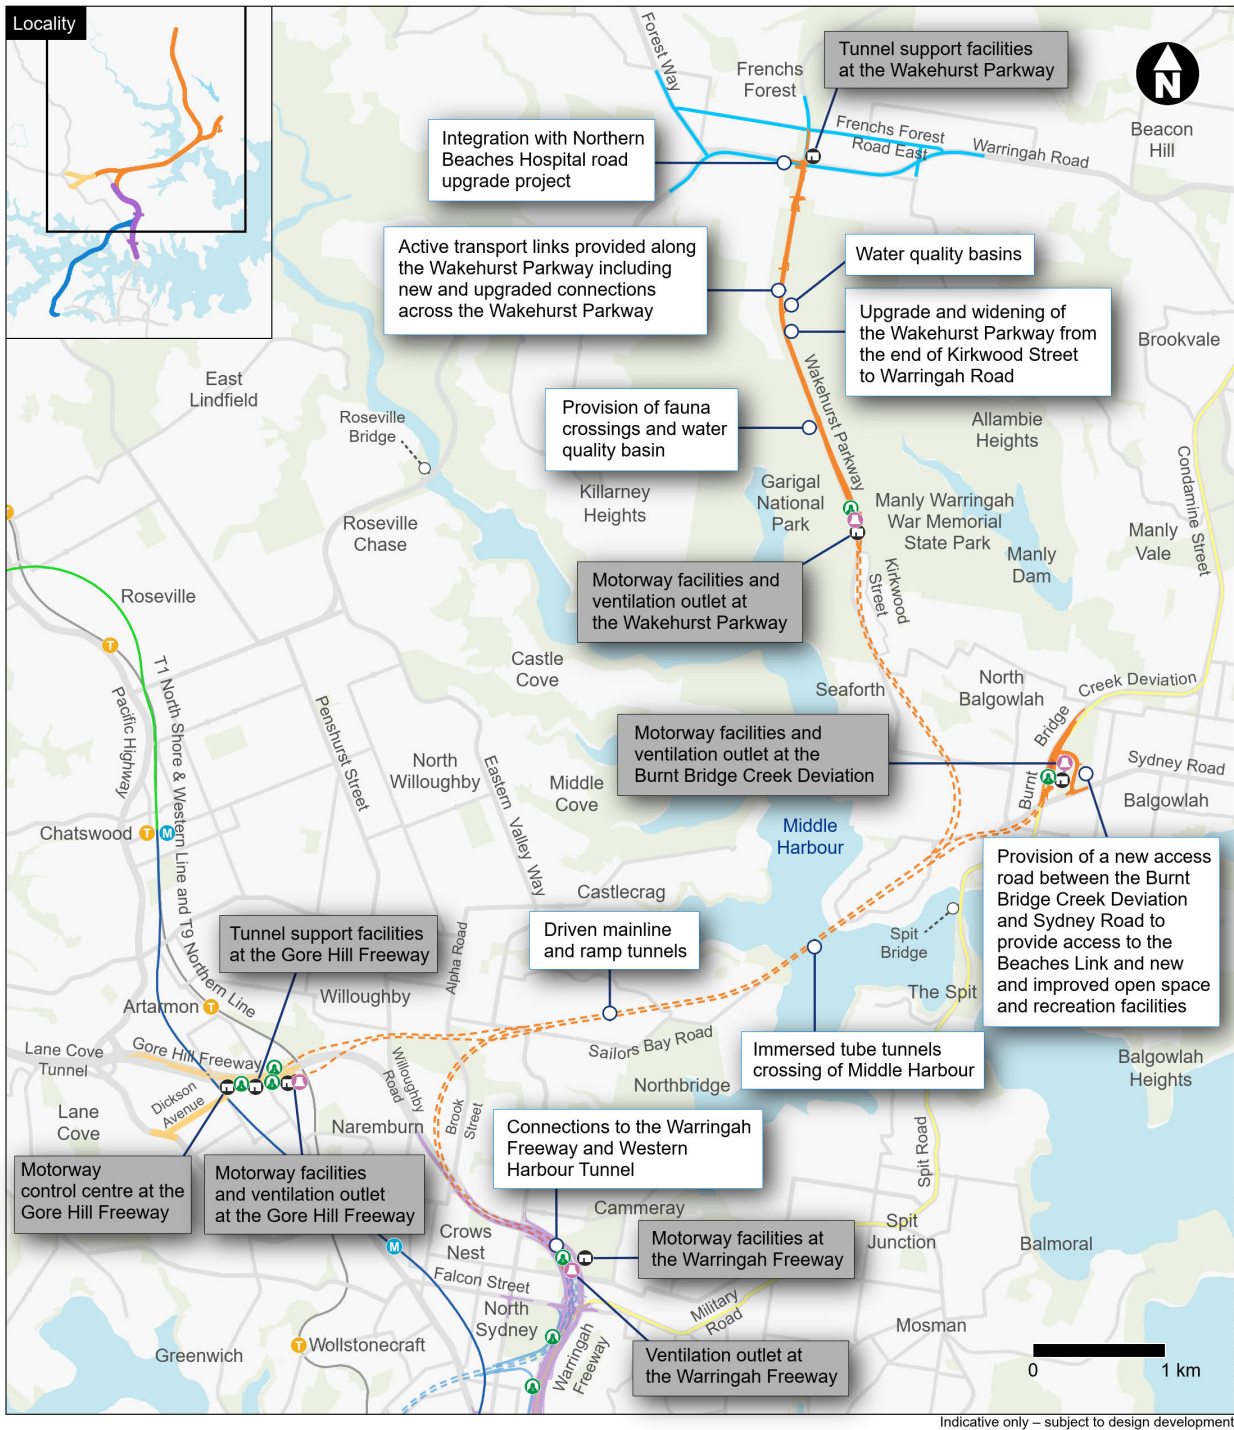 Locality
Tunnel support facilities
at the Wakehurst Parkway
N
Forest Way
Frenchs
Forest
Beacon
Hill
Frenchs Forest
Road East
Warringah Road
Integration with Northern
Beaches Hospital road
upgrade project
Active transport links provided along
the Wakehurst Parkway including
new and upgraded connections
across the Wakehurst Parkway
Water quality basins
Upgrade and widening of
the Wakehurst Parkway from
the end of Kirkwood Street
to Warringah Road
Brookvale
East
Lindfield
Roseville
Bridge
Provision of fauna
crossings and water
quality basin
Wakehurst Parkway
Allambie
Heights
Condamine Street
Killarney
Heights
Garigal
National
Park
Manly Warringah
War Memorial
State Park
Roseville
Chase
Manly
Dam
Manly
Vale
T
Motorway facilities and
ventilation outlet at
the Wakehurst Parkway
Kirkwood
Street
Roseville
T
T1 North Shore & Western Line and T9 Northern Line
Pacific Highway
Penshurst Street
Castle
Cove
Seaforth
North
Balgowlah
Creek Deviation
Bridge
Burnt
Motorway facilities and
ventilation outlet at the
Burnt Bridge Creek Deviation
Sydney Road
Balgowlah
North
Willoughby
Eastern Valley Way
Middle
Cove
Middle
Harbour
Chatswood
T
M
Provision of a new access
road between the Burnt
Bridge Creek Deviation
and Sydney Road to
provide access to the
Beaches Link and new
and improved open space
and recreation facilities
Castlecrag
Driven mainline
and ramp tunnels
Spit
Bridge
The Spit
Tunnel support facilities
at the Gore Hill Freeway
Alpha Road
Willoughby
Artarmon
T
Lane Cove
Tunnel
Gore Hill Freeway
Dickson
Avenue
Lane
Cove
Willoughby
Road
Brook
Street
Sailors Bay Road
Northbridge
Immersed tube tunnels
crossing of Middle Harbour
Balgowlah
Heights
Naremburn
Connections to the Warringah
Freeway and Western
Harbour Tunnel
Spit Road
Motorway
control centre at the
Gore Hill Freeway
Motorway facilities
and ventilation outlet
at the Gore Hill Freeway
M
Crows
Nest
Cammeray
Motorway facilities at
the Warringah Freeway
Spit
Junction
Balmoral
Falcon Street
North
Sydney
Military
Road
Mosman
Warringah
Freeway
Ventilation outlet at
the Warringah Freeway
Greenwich
T
Wollstonecraft
0
1 km
Indicative only – subject to design development